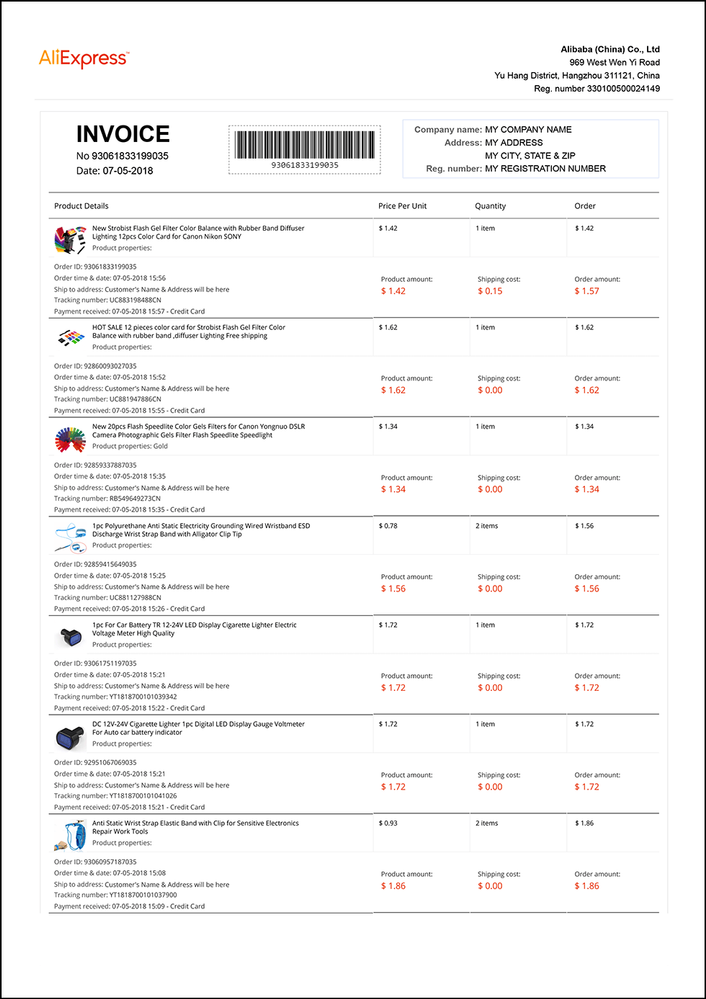 AliExpress™
Alibaba (China) Co., Ltd
969 West Wen Yi Road
Yu Hang District, Hangzhou 311121, China
Reg. number 330100500024149
INVOICE
No 93061833199035
Date: 07-05-2018
93061833199035
Company name: MY COMPANY NAME
Address: MY ADDRESS
MY CITY, STATE & ZIP
Reg. number: MY REGISTRATION NUMBER
Product Details Price Per Unit Quantity Order
New Strobist Flash Gel Filter Color Balance with Rubber Band Diffuser $ 1.42 1 item $ 1.42
Lighting 12pcs Color Card for Canon Nikon SONY
Product properties:
Order ID: 93061833199035
Order time & date: 07-05-2018 15:56 Product amount: Shipping cost: Order amount:
Ship to address: Customer's Name & Address will be here $ 1.42 $ 0.15 $ 1.57
Tracking number: UC883198488CN
Payment received: 07-05-2018 15:57 - Credit Card
HOT SALE 12 pieces color card for Strobist Flash Gel Filter Color $ 1.62 1 item $ 1.62
Balance with rubber band ,diffuser Lighting Free shipping
Product properties:
Order ID: 92860093027035
Order time & date: 07-05-2018 15:52 Product amount: Shipping cost: Order amount:
Ship to address: Customer's Name & Address will be here $ 1.62 $ 0.00 $ 1.62
Tracking number: UC881947886CN
Payment received: 07-05-2018 15:55 - Credit Card
New 20pcs Flash Speedlite Color Gels Filters for Canon Yongnuo DSLR $ 1.34 1 item $ 1.34
Camera Photographic Gels Filter Flash Speedlite Speedlight
Product properties: Gold
Order ID: 92859337887035
Order time & date: 07-05-2018 15:35 Product amount: Shipping cost: Order amount:
Ship to address: Customer's Name & Address will be here $ 1.34 $ 0.00 $ 1.34
Tracking number: RB549649273CN
Payment received: 07-05-2018 15:35 - Credit Card
1pc Polyurethane Anti Static Electricity Grounding Wired Wristband ESD $ 0.78 2 items $ 1.56
Discharge Wrist Strap Band with Alligator Clip Tip
Product properties:
Order ID: 92859415649035
Order time & date: 07-05-2018 15:25 Product amount: Shipping cost: Order amount:
Ship to address: Customer's Name & Address will be here $ 1.56 $ 0.00 $ 1.56
Tracking number: UC881127988CN
Payment received: 07-05-2018 15:26 - Credit Card
1pc For Car Battery TR 12-24V LED Display Cigarette Lighter Electric $ 1.72 1 item $ 1.72
Voltage Meter High Quality
Product properties:
Order ID: 93061751197035
Order time & date: 07-05-2018 15:21 Product amount: Shipping cost: Order amount:
Ship to address: Customer's Name & Address will be here $ 1.72 $ 0.00 $ 1.72
Tracking number: YT1818700101039342
Payment received: 07-05-2018 15:22 - Credit Card
DC 12V-24V Cigarette Lighter 1pc Digital LED Display Gauge Voltmeter $ 1.72 1 item $ 1.72
For Auto car battery indicator
Product properties:
Order ID: 92951067069035
Order time & date: 07-05-2018 15:21 Product amount: Shipping cost: Order amount:
Ship to address: Customer's Name & Address will be here $ 1.72 $ 0.00 $ 1.72
Tracking number: YT1818700101041026
Payment received: 07-05-2018 15:21 - Credit Card
Anti Static Wrist Strap Elastic Band with Clip for Sensitive Electronics $ 0.93 2 items $ 1.86
Repair Work Tools
Product properties:
Order ID: 93060957187035
Order time & date: 07-05-2018 15:08 Product amount: Shipping cost: Order amount:
Ship to address: Customer's Name & Address will be here $ 1.86 $ 0.00 $ 1.86
Tracking number: YT1818700101037900
Payment received: 07-05-2018 15:09 - Credit Card